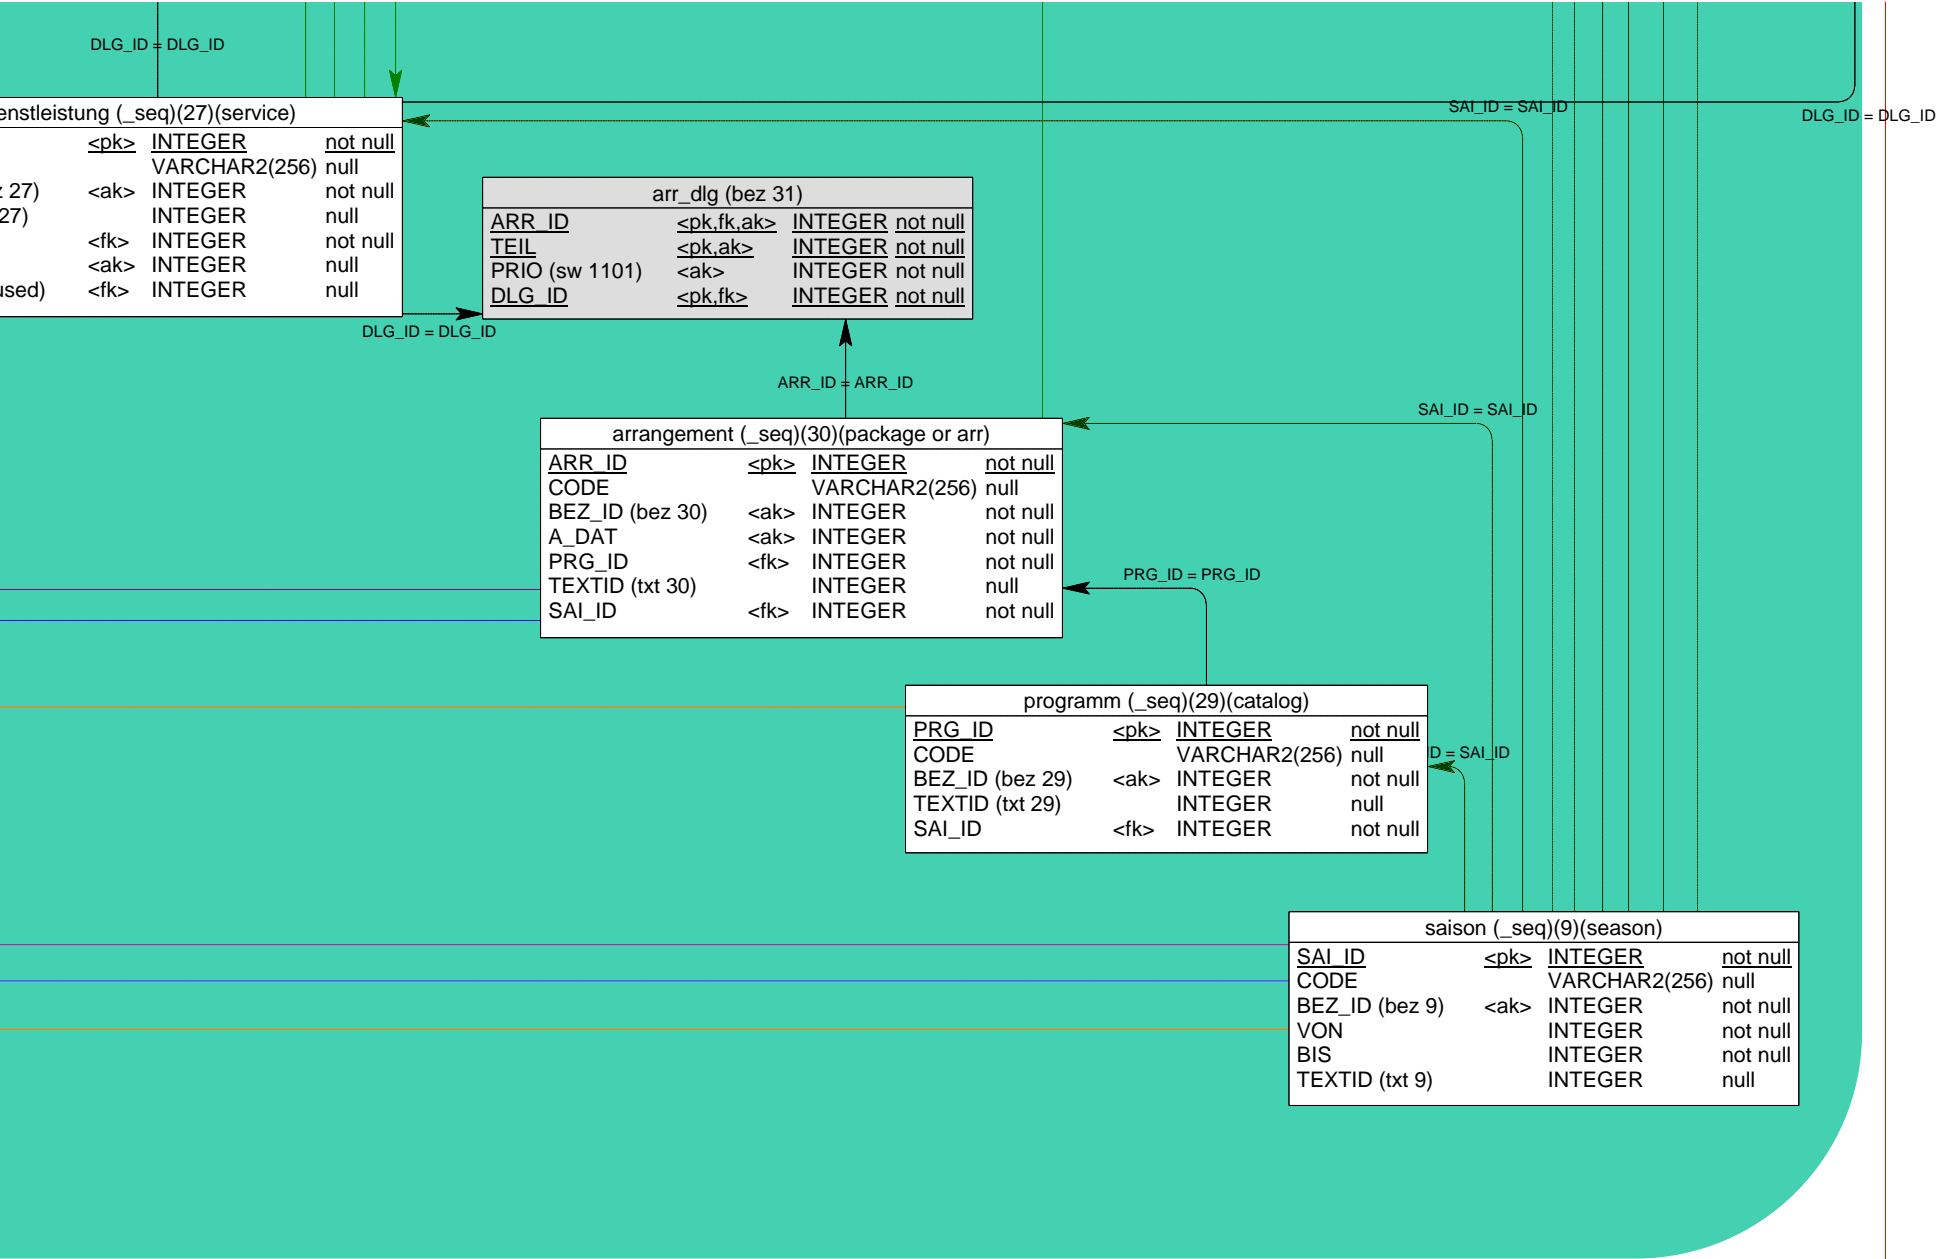 DLG_ID = DLG_ID
enstleistung (_seq)(27)(service)
<pk> INTEGER not null
VARCHAR2(256) null
27) <ak> INTEGER not null
27) INTEGER null
<fk> INTEGER not null
<ak> INTEGER null
used) <fk> INTEGER null
SAI_ID = SAI_ID
DLG_ID = DLG_ID
arr_dlg (bez 31)
ARR_ID <pk,fk,ak> INTEGER not null
TEIL <pk,ak> INTEGER not null
PRIO (sw 1101) <ak> INTEGER not null
DLG_ID <pk,fk> INTEGER not null
DLG_ID = DLG_ID
ARR_ID = ARR_ID
SAI_ID = SAI_ID
arrangement (_seq)(30)(package or arr)
ARR_ID <pk> INTEGER not null
CODE VARCHAR2(256) null
BEZ_ID (bez 30) <ak> INTEGER not null
A_DAT <ak> INTEGER not null
PRG_ID <fk> INTEGER not null
TEXTID (txt 30) INTEGER null
SAI_ID <fk> INTEGER not null
PRG_ID = PRG_ID
programm (_seq)(29)(catalog)
PRG_ID <pk> INTEGER not null
CODE VARCHAR2(256) null
BEZ_ID (bez 29) <ak> INTEGER not null
TEXTID (txt 29) INTEGER null
SAI_ID <fk> INTEGER not null
ID = SAI_ID
saison (_seq)(9)(season)
SAI_ID <pk> INTEGER not null
CODE VARCHAR2(256) null
BEZ_ID (bez 9) <ak> INTEGER not null
VON INTEGER not null
BIS INTEGER not null
TEXTID (txt 9) INTEGER null